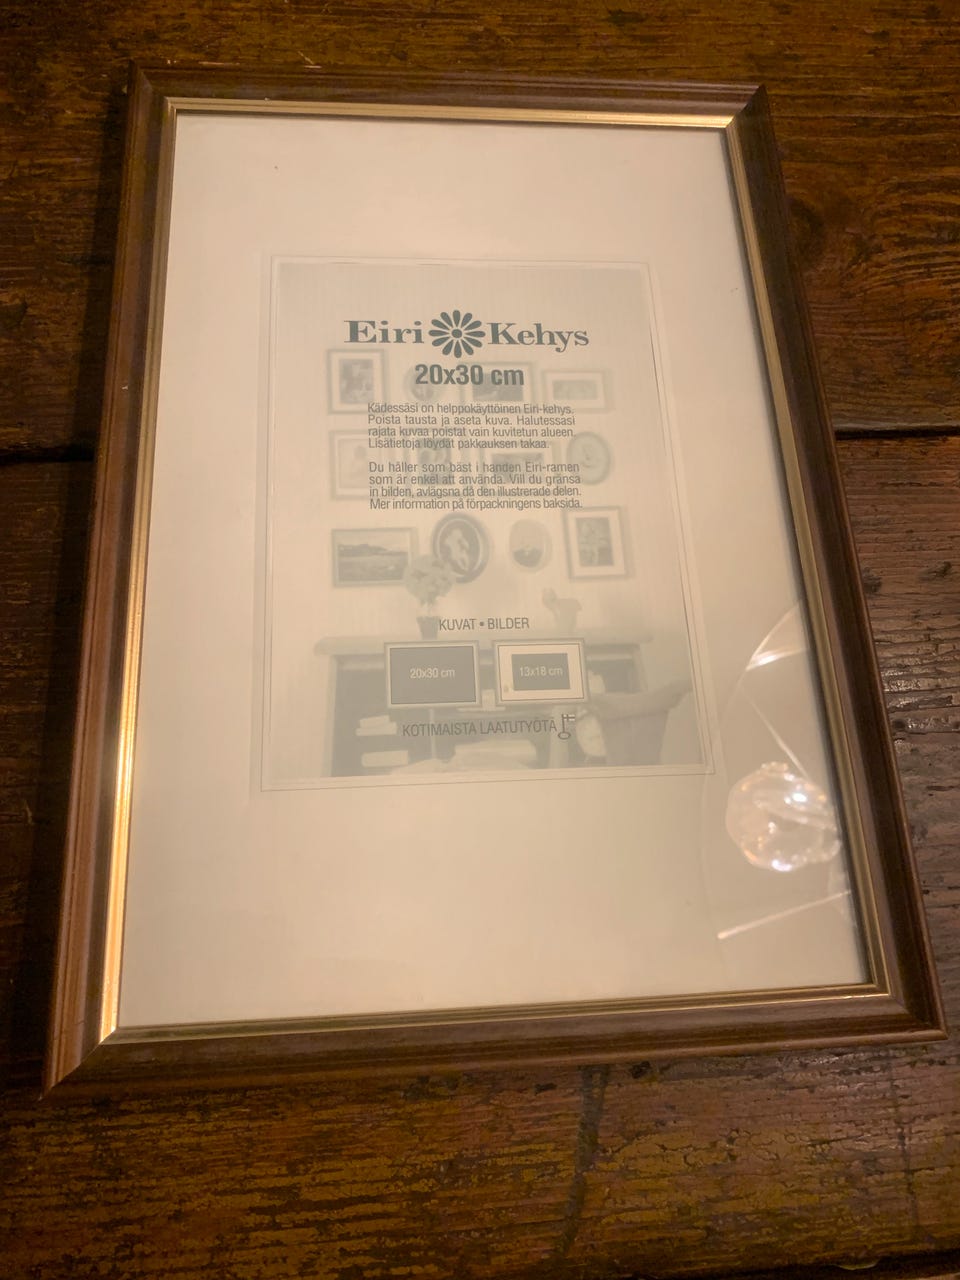 Eiri Kehys
20x30 cm
Kädessäsi on helppokäyttöinen Eiri-kehys.
Poista tausta ja aseta kuva. Halutessasi
rajata kuvaa poistat vain kuvitetun alueen.
Lisätietoja löydät pakkauksen takaa.
Du håller som bäst i handen Eiri-ramen
som är enkel att använda. Vill du gränsa
in bilden, avlägsna då den illustrerade delen.
Mer information på förpackningens baksida.
KUVAT • BILDER
20x30 cm
13x18 cm
KOTIMAISTA LAATUTYÖTÄ